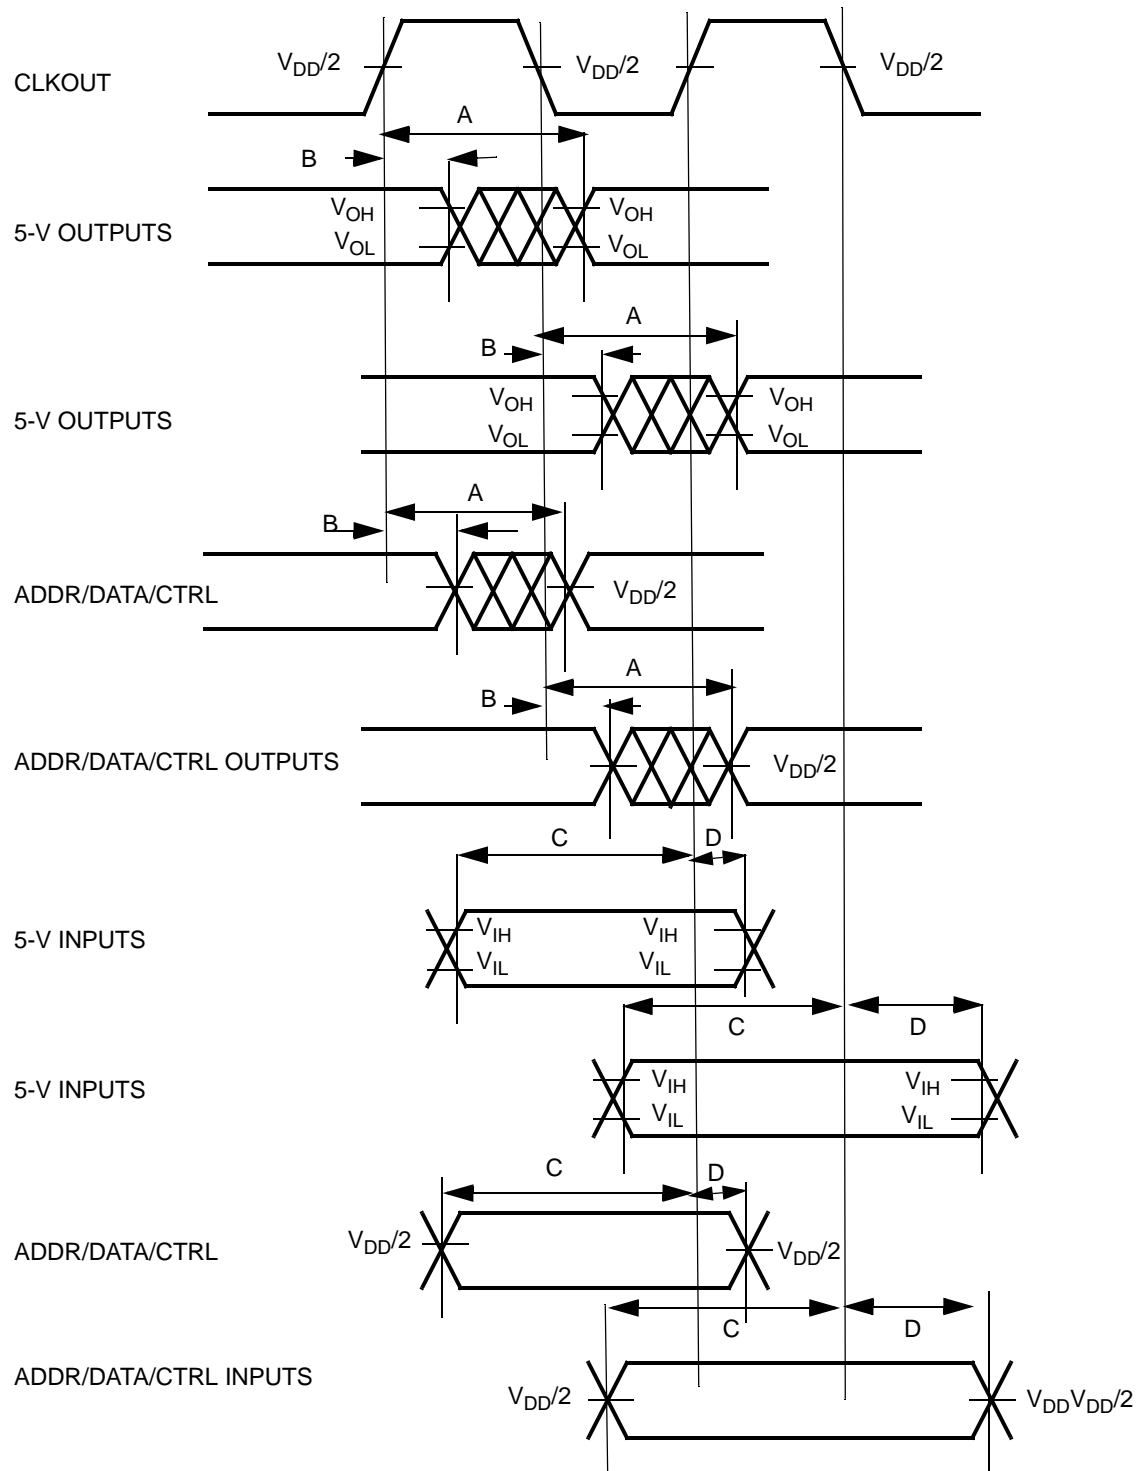 VDD/2 VDD/2 VDD/2
CLKOUT
A
B
VOH VOH
5-V OUTPUTS
VOL VOL
A
B
VOH VOH
5-V OUTPUTS
VOL VOL
A
B
ADDR/DATA/CTRL VDD/2
A
B
ADDR/DATA/CTRL OUTPUTS VDD/2
C D
VIH VIH
5-V INPUTS
VIL VIL
C D
VIH VIH
5-V INPUTS
VIL VIL
C D
ADDR/DATA/CTRL VDD/2 VDD/2
C D
ADDR/DATA/CTRL INPUTS VDD/2 VDDVDD/2